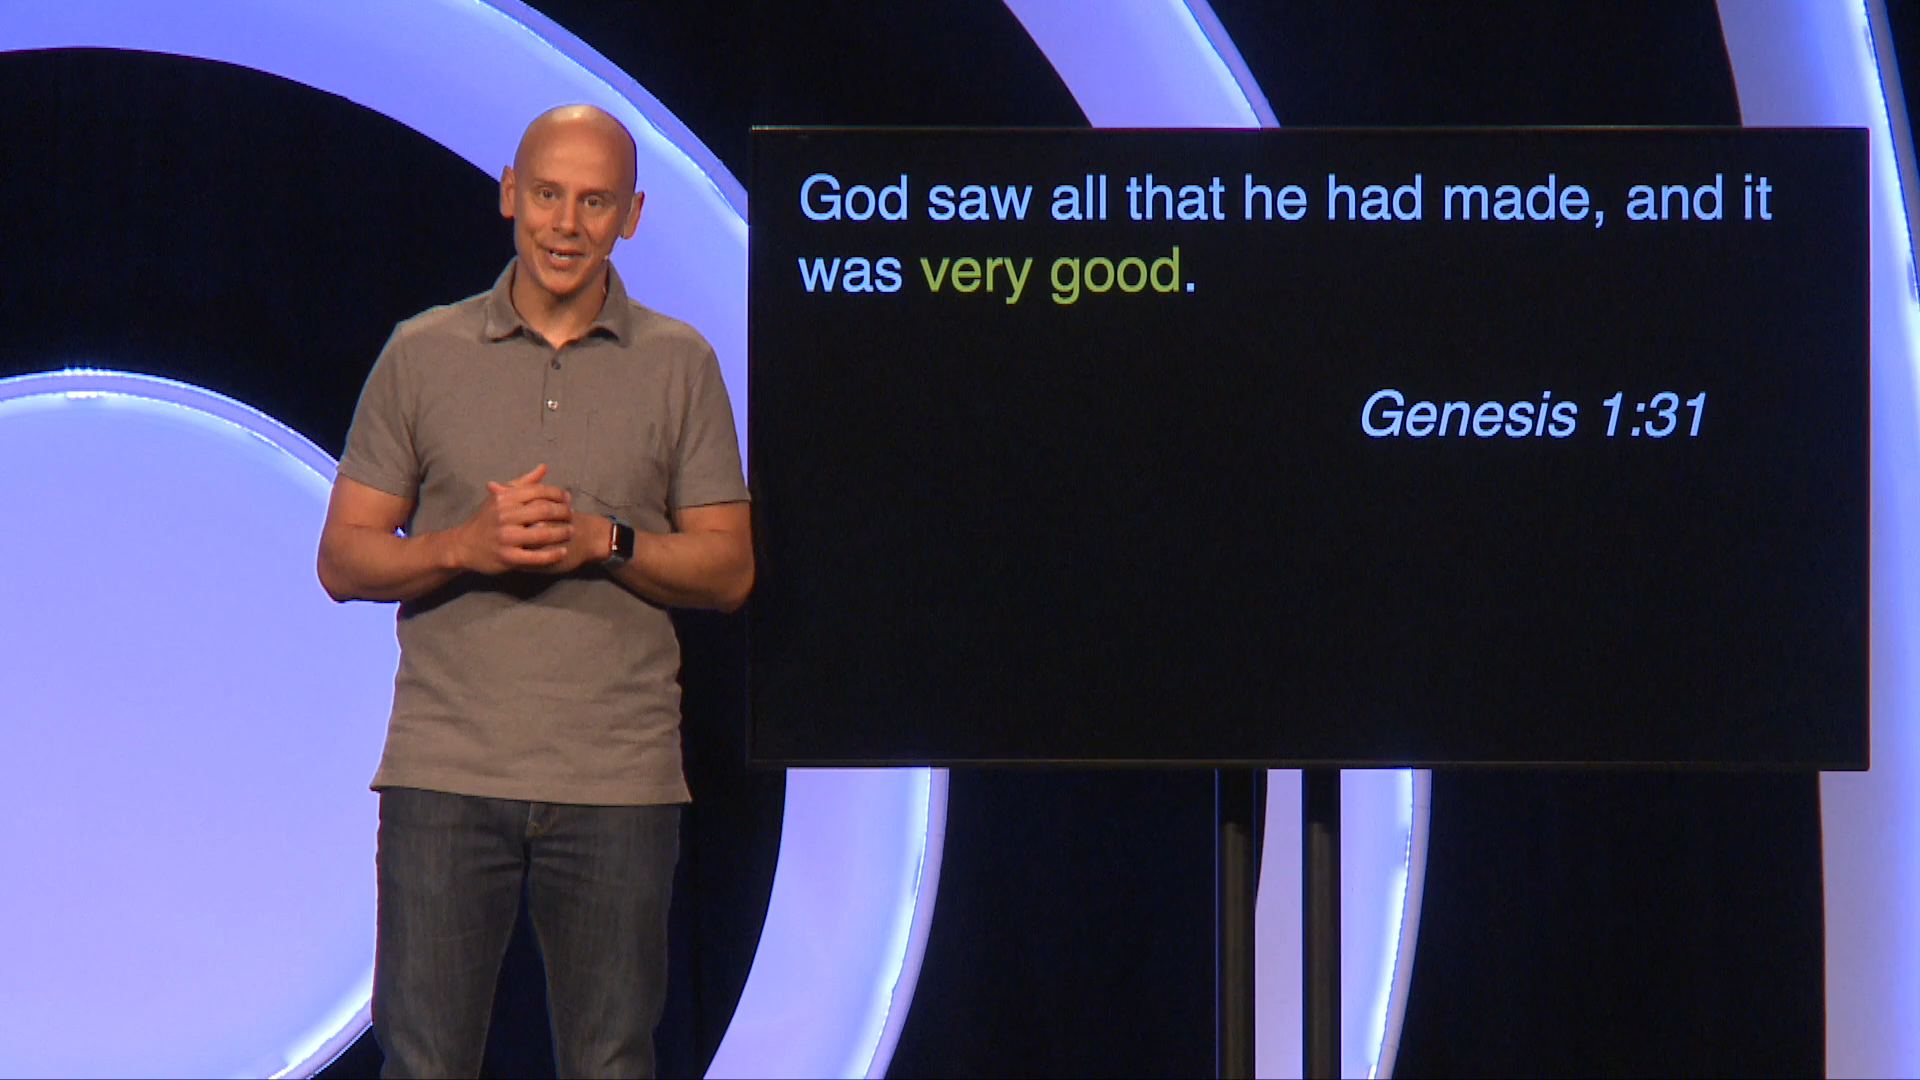 God saw all that he had made, and it
was very good.
Genesis 1:31